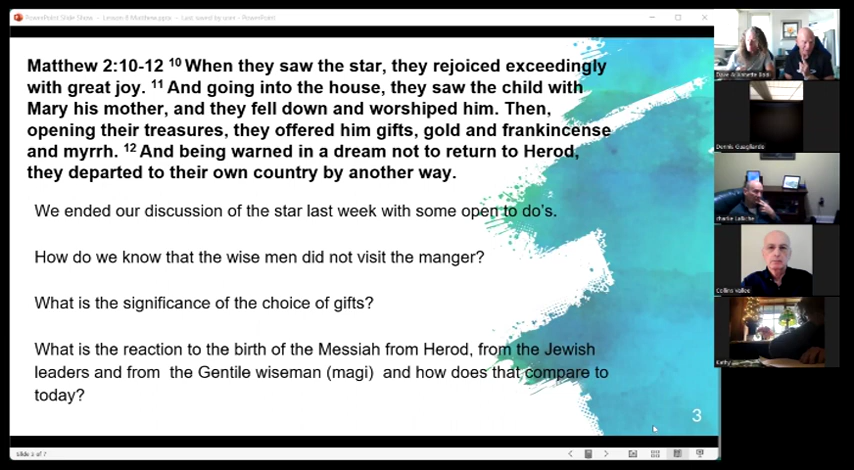 PowerPoint Slide Show - Lesson 8 Matthew.pptx - Last saved by user - PowerPoint
Matthew 2:10-12 10 When they saw the star, they rejoiced exceedingly
with great joy. 11 And going into the house, they saw the child with
Mary his mother, and they fell down and worshiped him. Then,
opening their treasures, they offered him gifts, gold and frankincense
and myrrh. 12 And being warned in a dream not to return to Herod,
they departed to their own country by another way.
We ended our discussion of the star last week with some open to do's.
How do we know that the wise men did not visit the manger?
What is the significance of the choice of gifts?
What is the reaction to the birth of the Messiah from Herod, from the Jewish
leaders and from the Gentile wiseman (magi) and how does that compare to
today?
3
Dennis Guagliardo
charlie LaBiche
Collins Vallee
Kathy